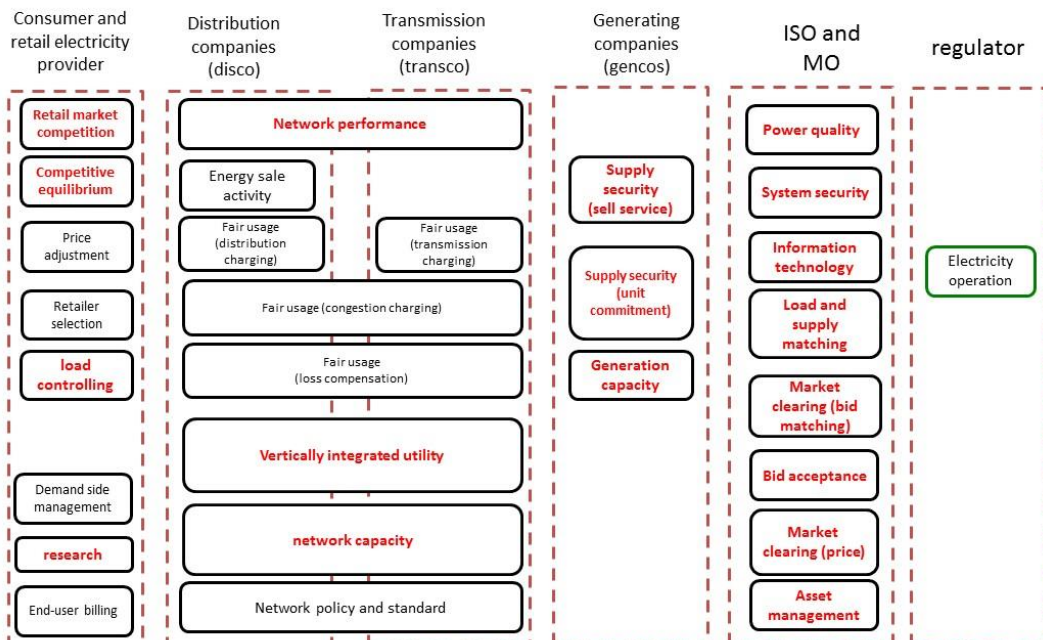 Consumer and
retail electricity
provider
Distribution
companies
(disco)
Transmission
companies
(transco)
Generating
companies
(gencos)
ISO and
MO
regulator
Retail market
competition
Competitive
equilibrium
Price
adjustment
Retailer
selection
load
controlling
Demand side
management
research
End-user billing
Network performance
Energy sale
activity
Fair usage
(distribution
charging)
Fair usage
(transmission
charging)
Fair usage (congestion charging)
Fair usage
(loss compensation)
Vertically integrated utility
network capacity
Network policy and standard
Supply
security
(sell service)
Supply security
(unit
commitment)
Generation
capacity
Power quality
System security
Information
technology
Load and
supply
matching
Market
clearing (bid
matching)
Bid acceptance
Market
clearing (price)
Asset
management
Electricity
operation